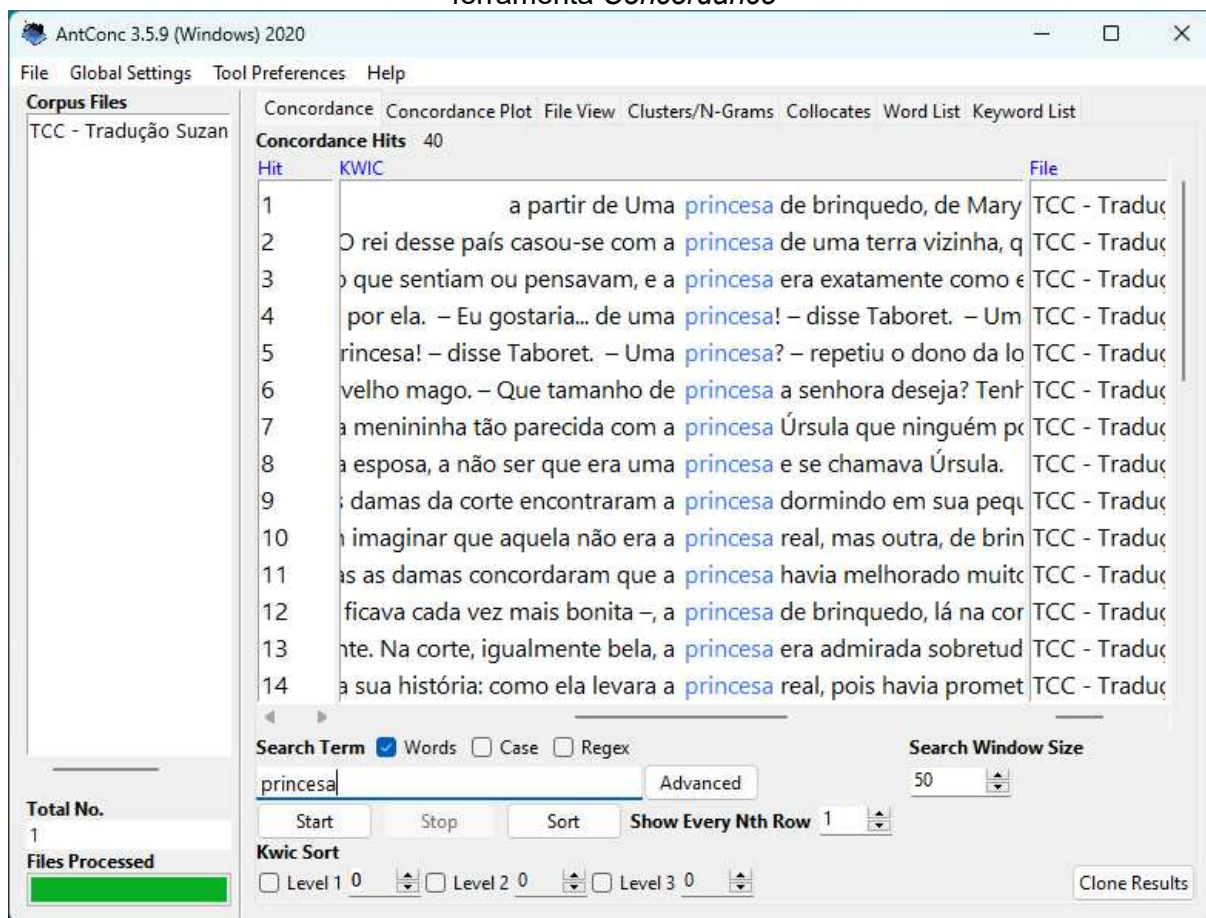 ferramenta Concordance
AntConc 3.5.9 (Windows) 2020
File Global Settings Tool Preferences Help
Corpus Files
TCC - Tradução Suzan
Total No.
1
Files Processed
Concordance Concordance Plot File View Clusters/N-Grams Collocates Word List Keyword List
Concordance Hits 40
Hit KWIC File
1 a partir de Uma princesa de brinquedo, de Mary TCC - Traduç
2 O rei desse país casou-se com a princesa de uma terra vizinha, q TCC - Traduç
3 que sentiam ou pensavam, e a princesa era exatamente como e TCC - Traduç
4 por ela. – Eu gostaria... de uma princesa! – disse Taboret. – Um TCC - Traduç
5 rincesa! – disse Taboret. – Uma princesa? – repetiu o dono da lo TCC - Traduç
6 velho mago. – Que tamanho de princesa a senhora deseja? Tenh TCC - Traduç
7 a menininha tão parecida com a princesa Úrsula que ninguém po TCC - Traduç
8 a esposa, a não ser que era uma princesa e se chamava Úrsula. TCC - Traduç
9 s damas da corte encontraram a princesa dormindo em sua pequ TCC - Traduç
10 imaginar que aquela não era a princesa real, mas outra, de brin TCC - Traduç
11 as as damas concordaram que a princesa havia melhorado muito TCC - Traduç
12 ficava cada vez mais bonita –, a princesa de brinquedo, lá na cor TCC - Traduç
13 nte. Na corte, igualmente bela, a princesa era admirada sobretud TCC - Traduç
14 a sua história: como ela levara a princesa real, pois havia promet TCC - Traduç
Search Term Words Case Regex Search Window Size
princesa Advanced 50
Start Stop Sort Show Every Nth Row 1
Kwic Sort
Level 1 0 Level 2 0 Level 3 0 Clone Results